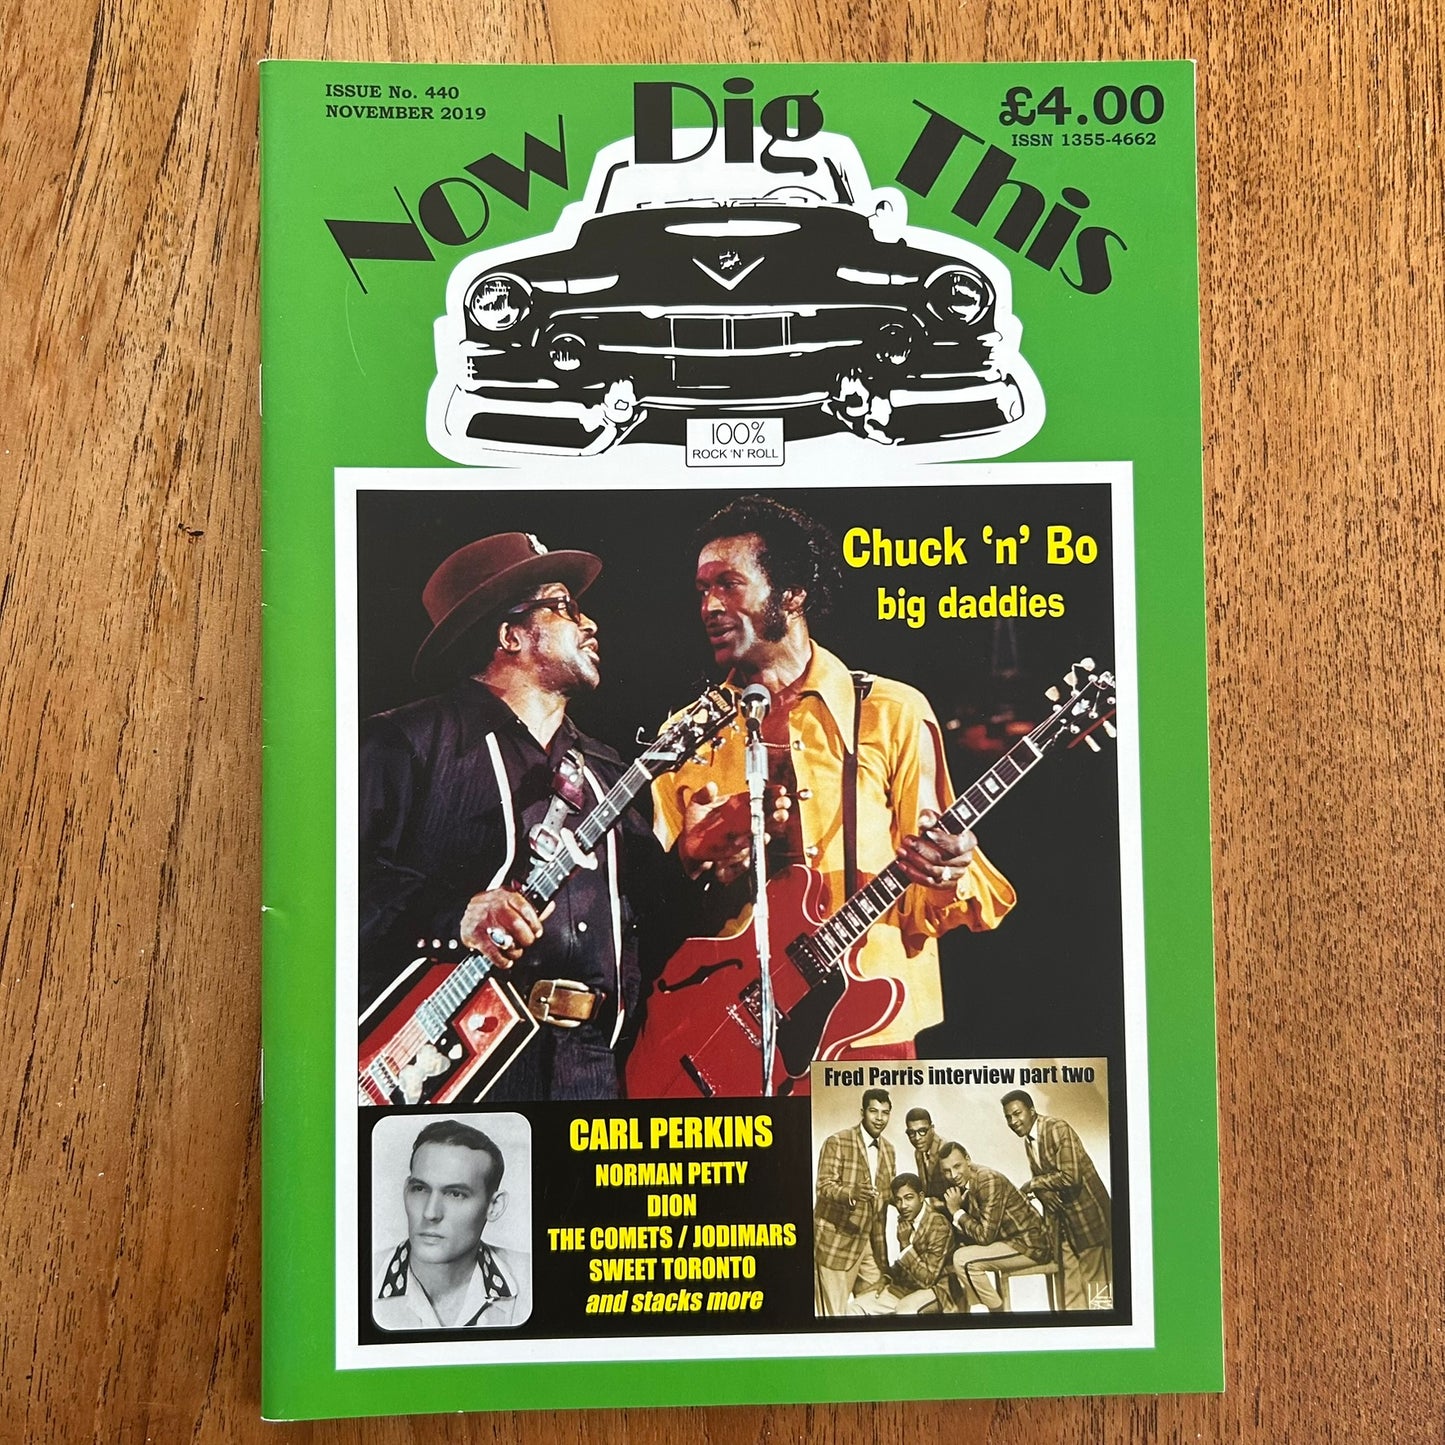 ISSUE No. 440
NOVEMBER 2019
Now Dig This
£4.00
ISSN 1355-4662
100%
ROCK 'N' ROLL
Chuck ‘n’ Bo
big daddies
Fred Parris interview part two
CARL PERKINS
NORMAN PETTY
DION
THE COMETS / JODIMARS
SWEET TORONTO
and stacks more